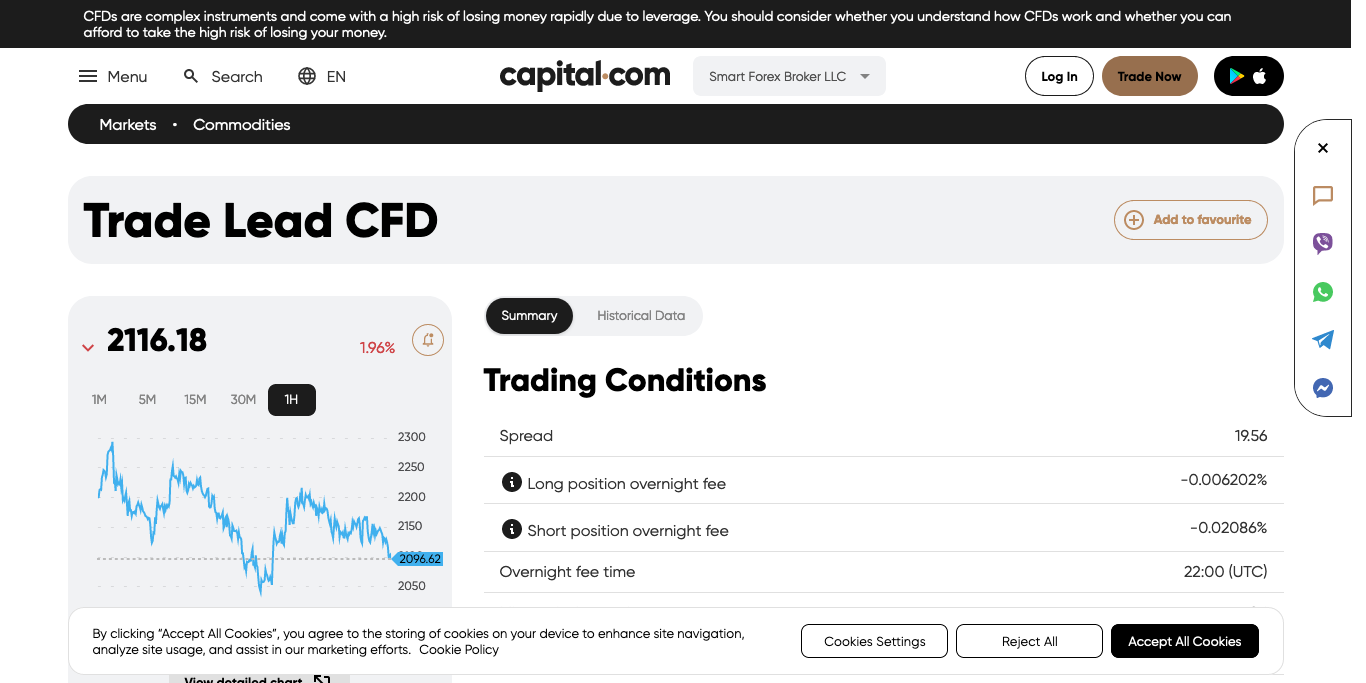 CFDs are complex instruments and come with a high risk of losing money rapidly due to leverage. You should consider whether you understand how CFDs work and whether you can
afford to take the high risk of losing your money.
Menu
Search
EN
capital.com
Smart Forex Broker LLC
Log In
Trade Now
Markets • Commodities
Trade Lead CFD
Add to favourite
2116.18
1.96%
1M 5M 15M 30M 1H
2300
2250
2200
2150
2096.62
2050
Summary
Historical Data
Trading Conditions
Spread 19.56
Long position overnight fee -0.006202%
Short position overnight fee -0.02086%
Overnight fee time 22:00 (UTC)
By clicking “Accept All Cookies”, you agree to the storing of cookies on your device to enhance site navigation,
analyze site usage, and assist in our marketing efforts. Cookie Policy
Cookies Settings
Reject All
Accept All Cookies
View detailed chart